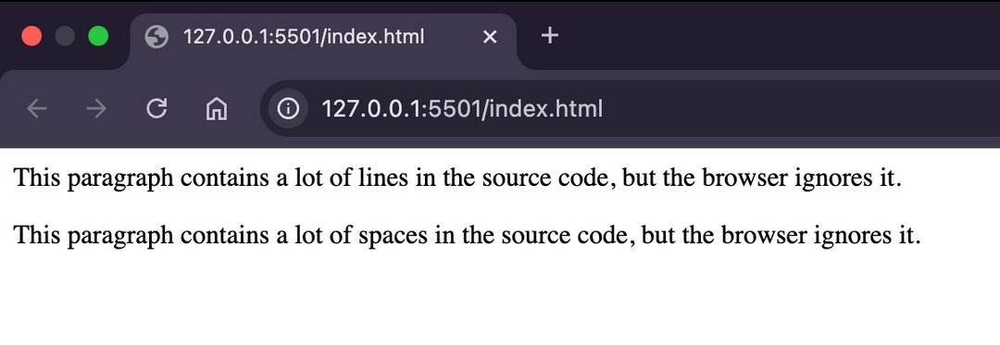 127.0.0.1:5501/index.html
127.0.0.1:5501/index.html
This paragraph contains a lot of lines in the source code, but the browser ignores it.
This paragraph contains a lot of spaces in the source code, but the browser ignores it.